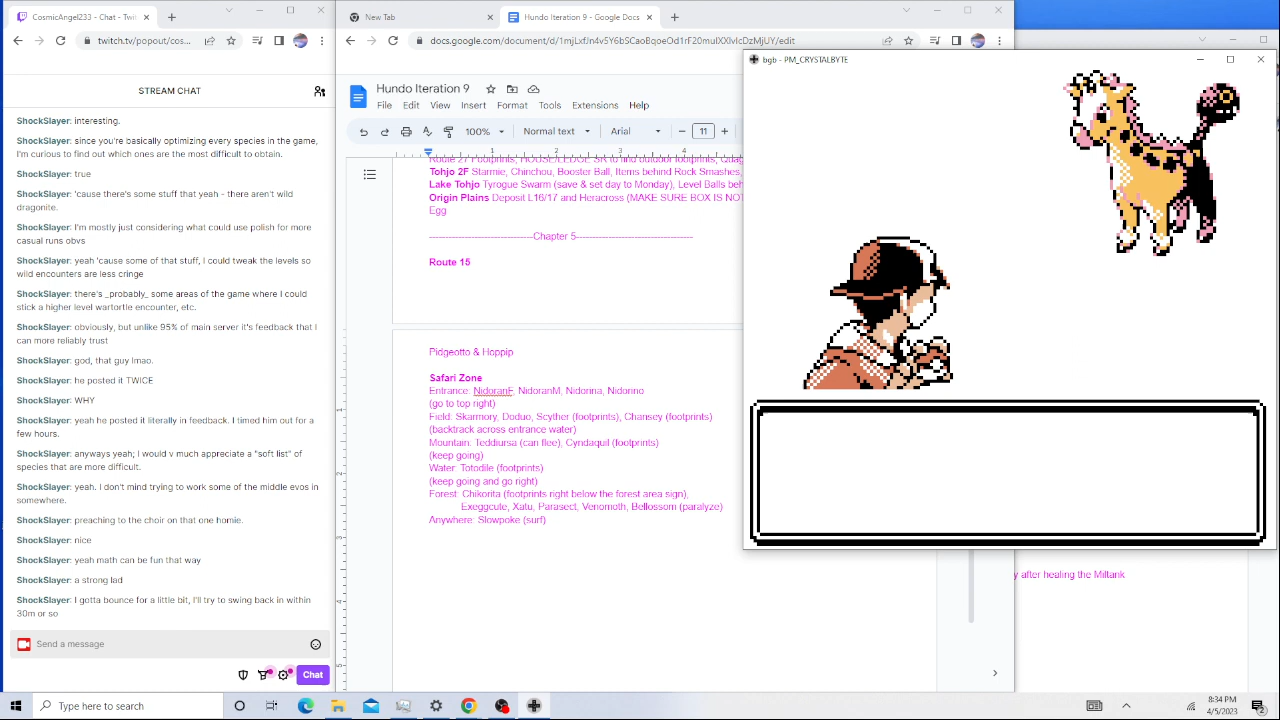 CosmicAngel233 - Chat - Twi
twitch.tv/popout/cos...
STREAM CHAT
ShockSlayer: interesting.
ShockSlayer: since you're basically optimizing every species in the game,
I'm curious to find out which ones are the most difficult to obtain.
ShockSlayer: true
ShockSlayer: 'cause there's some stuff that yeah - there aren't wild
dragonite.
ShockSlayer: I'm mostly just considering what could use polish for more
casual runs obvs
ShockSlayer: yeah 'cause some of that stuff, I could tweak the levels so
wild encounters are less cringe
ShockSlayer: there's _probably_ some areas of the game where I could
stick a higher level wartortle encounter, etc.
ShockSlayer: obviously, but unlike 95% of main server it's feedback that I
can more reliably trust
ShockSlayer: god, that guy lmao.
ShockSlayer: he posted it TWICE
ShockSlayer: WHY
ShockSlayer: yeah he posted it literally in feedback. I timed him out for a
few hours.
ShockSlayer: anyways yeah; I would v much appreciate a "soft list" of
species that are more difficult.
ShockSlayer: yeah. I don't mind trying to work some of the middle evos in
somewhere.
ShockSlayer: preaching to the choir on that one homie.
ShockSlayer: nice
ShockSlayer: yeah math can be fun that way
ShockSlayer: a strong lad
ShockSlayer: I gotta bounce for a little bit, I'll try to swing back in within
30m or so
Send a message
Chat
New Tab
Hundo Iteration 9 - Google Docs
Hundo Iteration 9
File Edit View Insert Format Tools Extensions Help
100% Normal text Arial 11
1 2 3 4
Tohjo 2F Starmie, Chinchou, Booster Ball, Items behind Rock Smashes,
Lake Tohjo Tyrogue Swarm (save & set day to Monday), Level Balls beh
Origin Plains Deposit L16/17 and Heracross (MAKE SURE BOX IS NOT
Egg
Chapter 5
Route 15
Pidgeotto & Hoppip
Safari Zone
Entrance: NidoranF, NidoranM, Nidorina, Nidorino
(go to top right)
Field: Skarmory, Doduo, Scyther (footprints), Chansey (footprints)
(backtrack across entrance water)
Mountain: Teddiursa (can flee), Cyndaquil (footprints)
(keep going)
Water: Totodile (footprints)
(keep going and go right)
Forest: Chikorita (footprints right below the forest area sign),
Exeggcute, Xatu, Parasect, Venomoth, Bellossom (paralyze)
Anywhere: Slowpoke (surf)
bgb - PM_CRYSTALBYTE
y after healing the Miltank
Type here to search
8:34 PM
4/5/2023